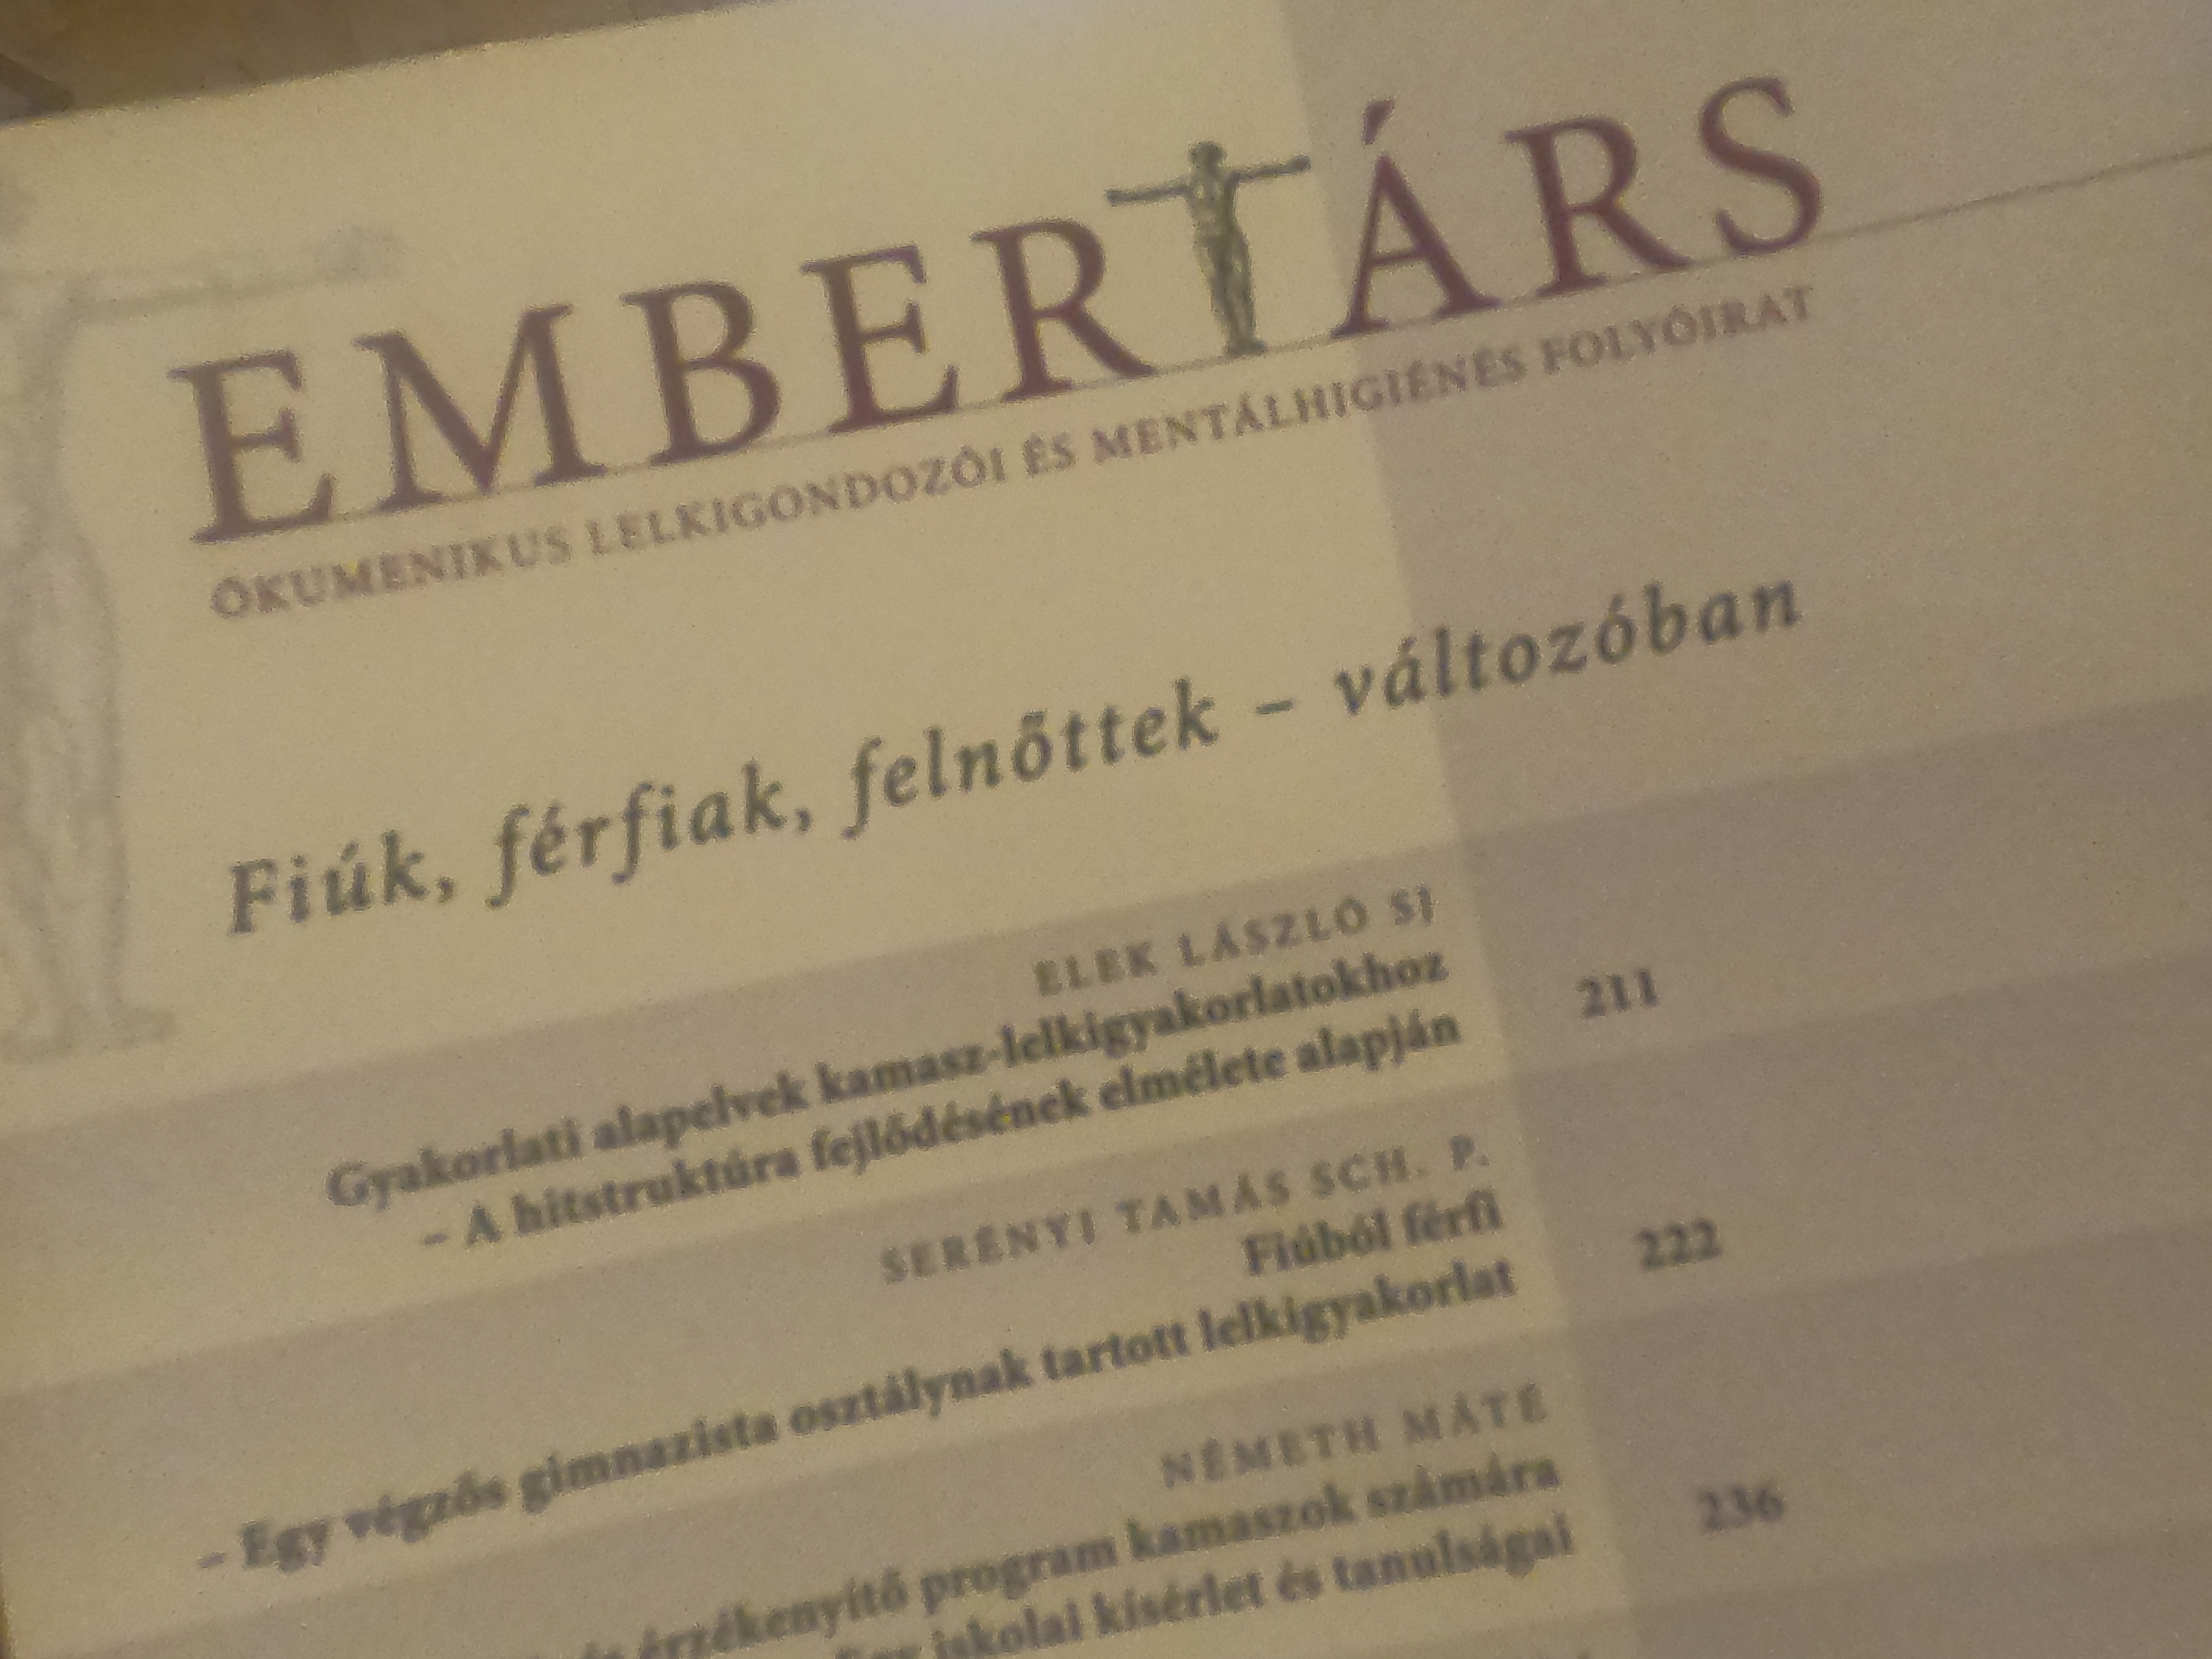 EMBERTÁRS
ÖKUMENIKUS LELKIGONDOZÓI ÉS MENTÁLHIGIÉNÉS FOLYÓIRAT
Fiúk, férfiak, felnőttek – változóban
ELEK LÁSZLÓ SJ
Gyakorlati alapelvek kamasz-lelkigyakorlatokhoz
– A hitstruktúra fejlődésének elmélete alapján
211
SERÉNYI TAMÁS SCH. P.
Fiúból férfi
– Egy végzős gimnazista osztálynak tartott lelkigyakorlat
222
NÉMETH MÁTÉ
és érzékenyítő program kamaszok számára
Egy iskolai kísérlet és tanulságai
236